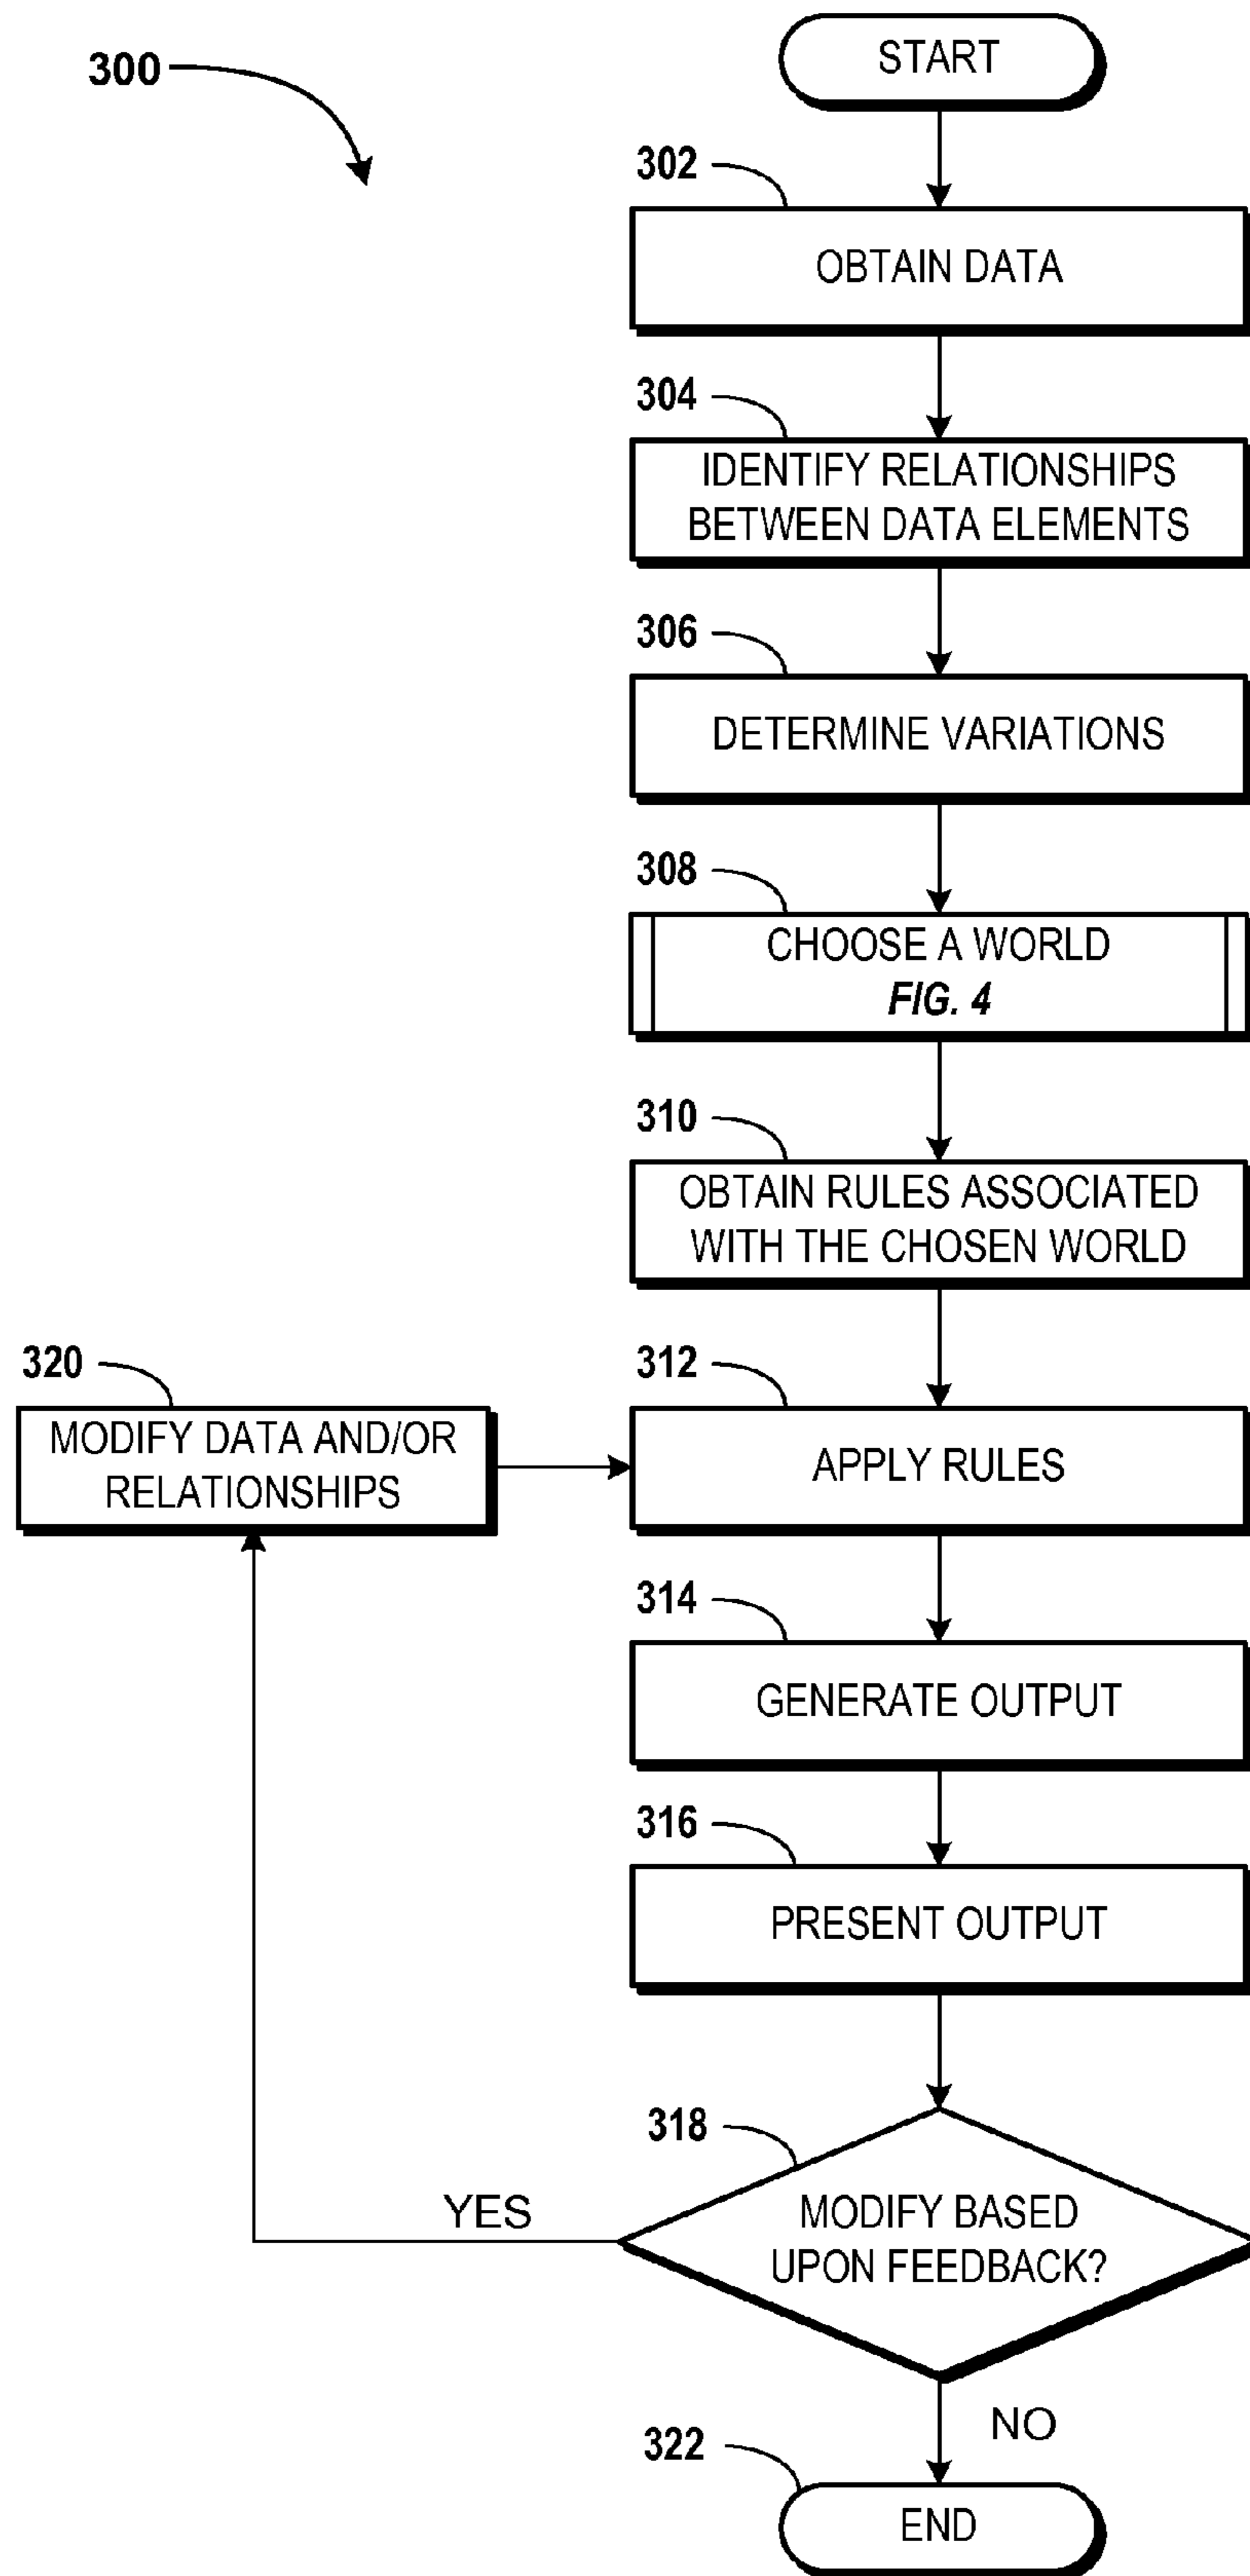 300
START
302
OBTAIN DATA
304
IDENTIFY RELATIONSHIPS
BETWEEN DATA ELEMENTS
306
DETERMINE VARIATIONS
308
CHOOSE A WORLD
FIG. 4
310
OBTAIN RULES ASSOCIATED
WITH THE CHOSEN WORLD
320
MODIFY DATA AND/OR
RELATIONSHIPS
312
APPLY RULES
314
GENERATE OUTPUT
316
PRESENT OUTPUT
318
MODIFY BASED
UPON FEEDBACK?
YES
NO
322
END